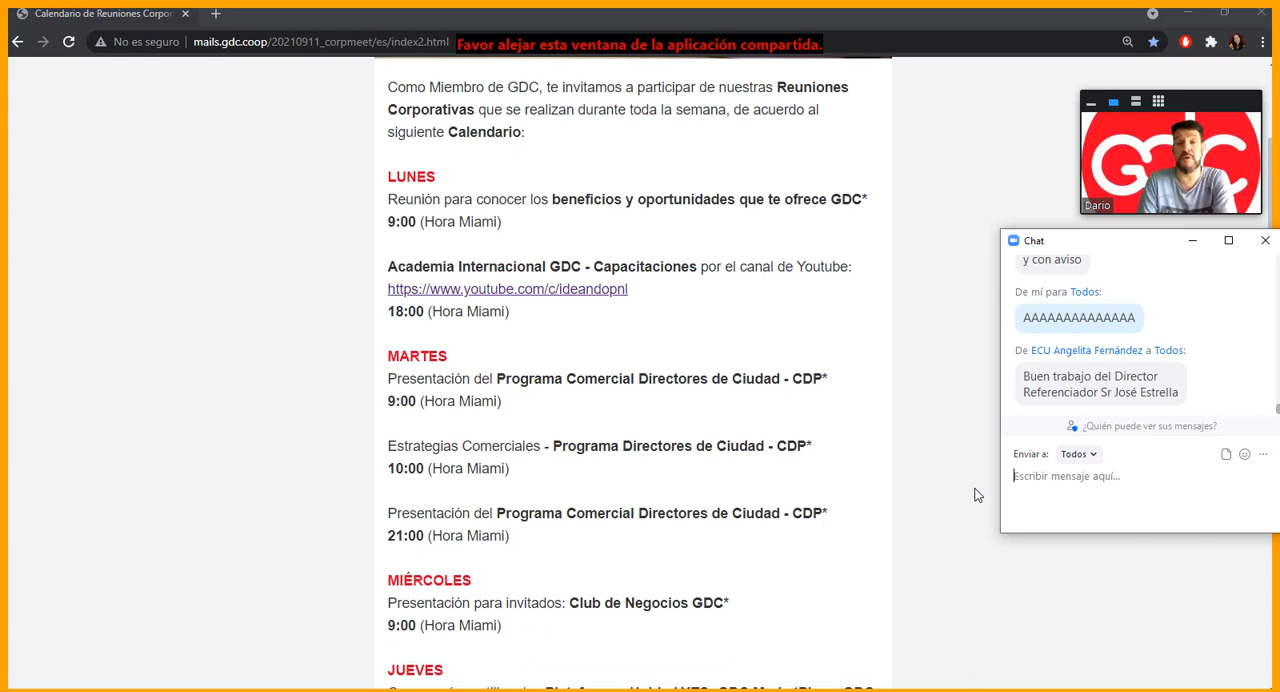 Calendario de Reuniones Corpor
No es seguro
mails.gdc.coop/20210911_corpmeet/es/index2.html
Favor alejar esta ventana de la aplicación compartida.
Como Miembro de GDC, te invitamos a participar de nuestras Reuniones
Corporativas que se realizan durante toda la semana, de acuerdo al
siguiente Calendario:
LUNES
Reunión para conocer los beneficios y oportunidades que te ofrece GDC*
9:00 (Hora Miami)
Academia Internacional GDC - Capacitaciones por el canal de Youtube:
https://www.youtube.com/c/ideandopnl
18:00 (Hora Miami)
MARTES
Presentación del Programa Comercial Directores de Ciudad - CDP*
9:00 (Hora Miami)
Estrategias Comerciales - Programa Directores de Ciudad - CDP*
10:00 (Hora Miami)
Presentación del Programa Comercial Directores de Ciudad - CDP*
21:00 (Hora Miami)
MIÉRCOLES
Presentación para invitados: Club de Negocios GDC*
9:00 (Hora Miami)
JUEVES
gdc
Dario
Chat
y con aviso
De mí para Todos:
AAAAAAAAAAAAAA
De ECU Angelita Fernández a Todos:
Buen trabajo del Director
Referenciador Sr José Estrella
¿Quién puede ver sus mensajes?
Enviar a: Todos
Escribir mensaje aquí...